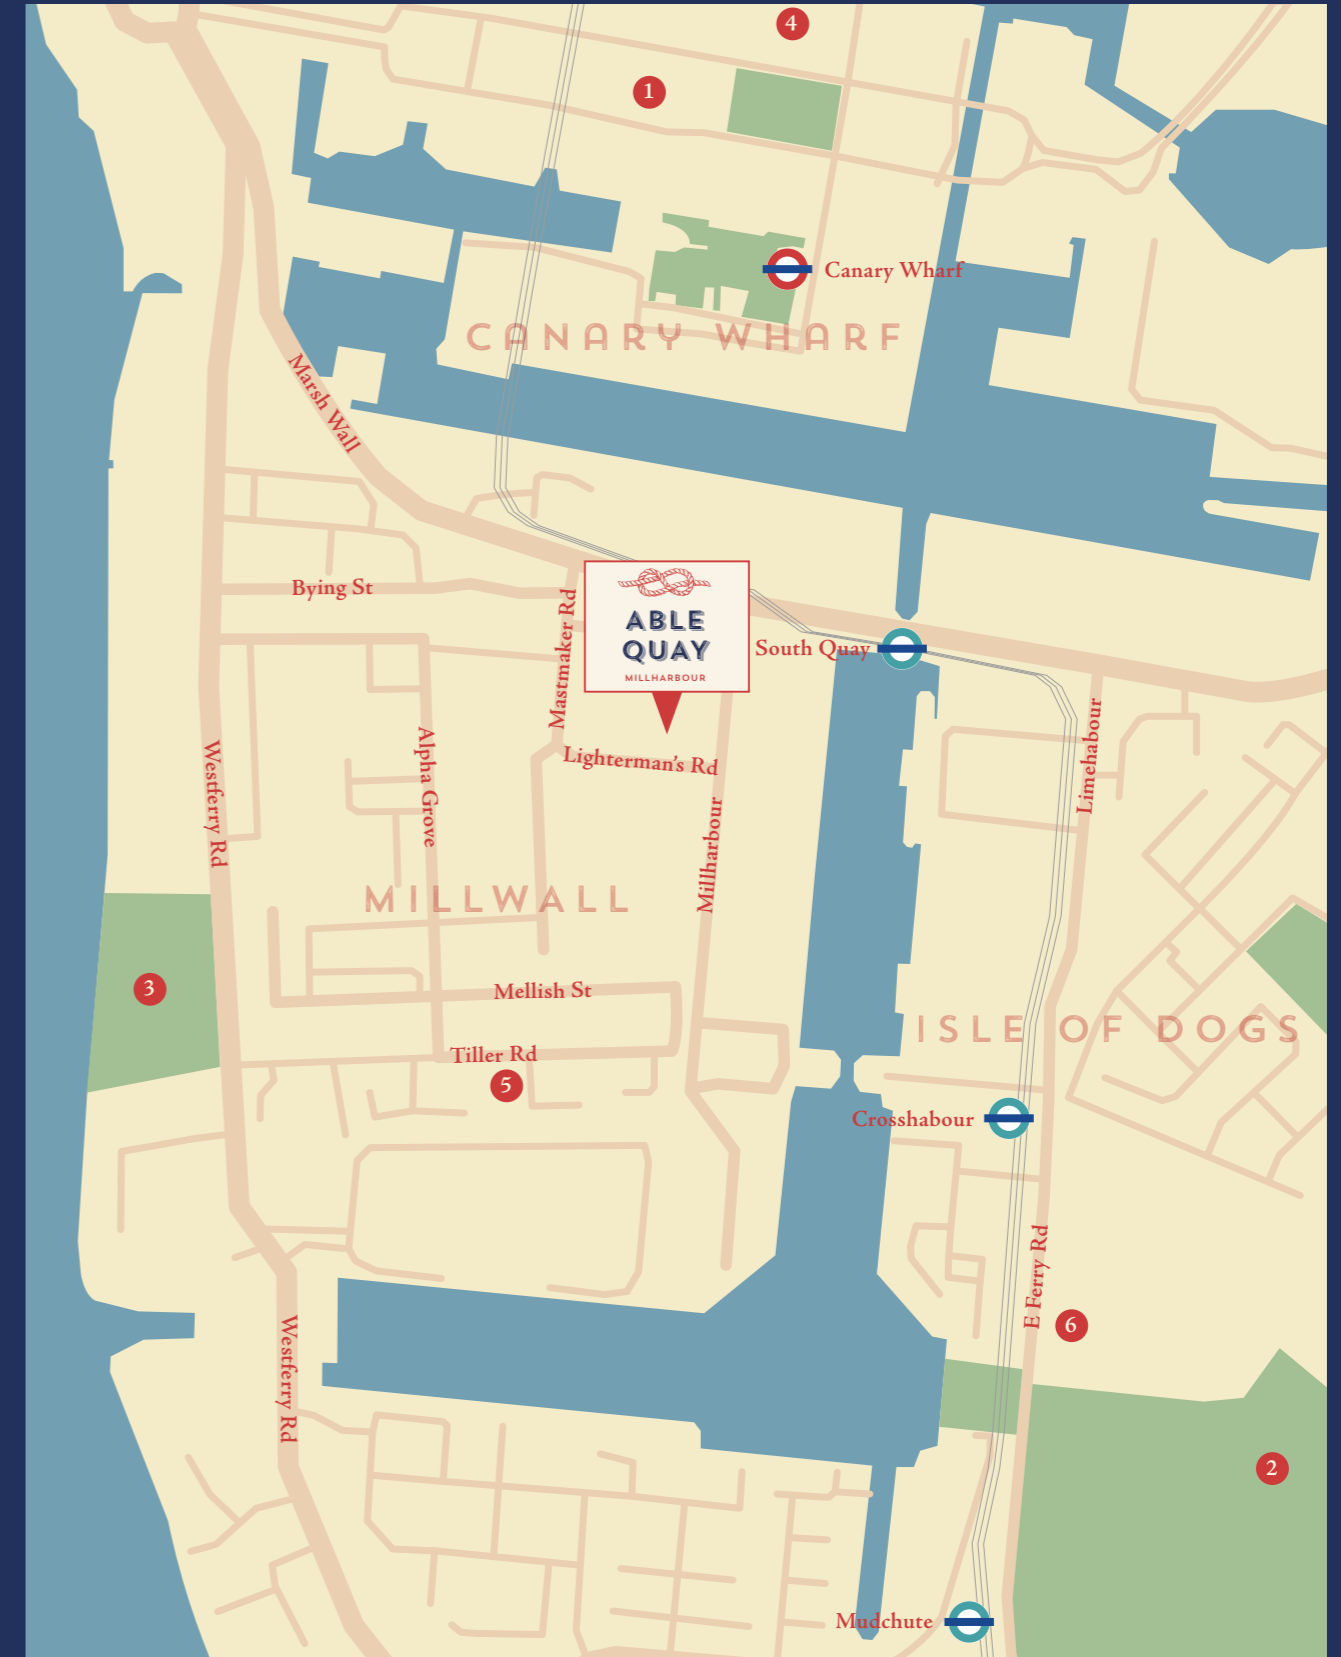 4
1
Canary Wharf
CANARY WHARF
Marsh Wall
Bying St
Mastmaker Rd
ABLE
QUAY
MILLHARBOUR
South Quay
Limehabour
Westferry Rd
Alpha Grove
Lighterman's Rd
Millharbour
MILLWALL
3
Mellish St
ISLE OF DOGS
Tiller Rd
5
Crosshabour
E Ferry Rd
6
Westferry Rd
2
Mudchute